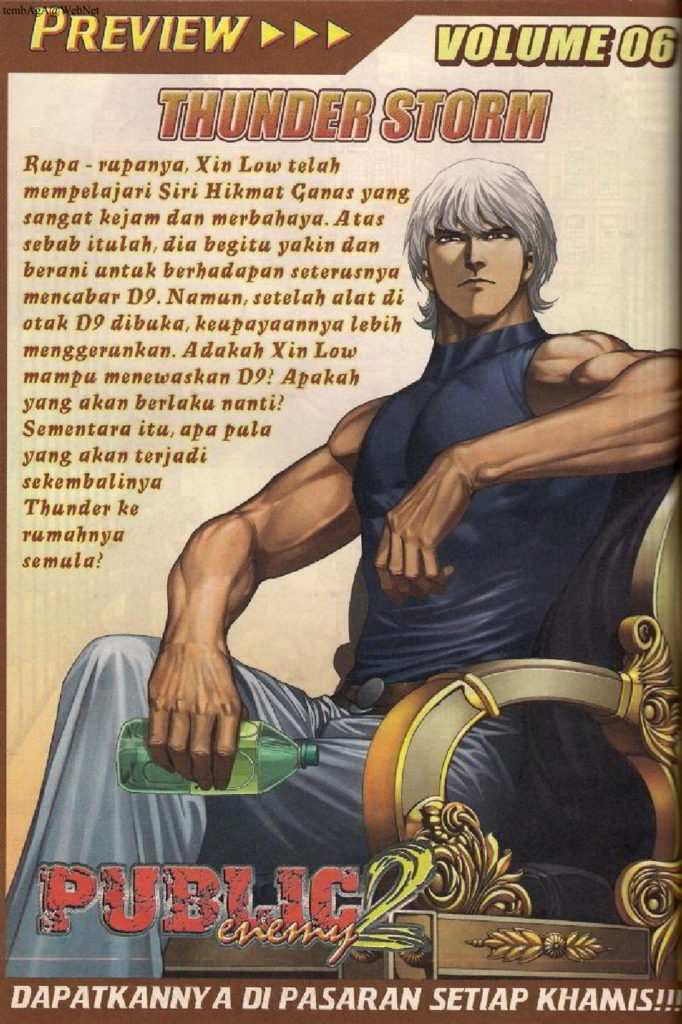 tembAgA@WebNet
PREVIEW
VOLUME 06
THUNDER STORM
Rupa - rupanya, Xin Low telah
mempelajari Siri Hikmat Ganas yang
sangat kejam dan merbahaya. Atas
sebab itulah, dia begitu yakin dan
berani untuk berhadapan seterusnya
mencabar D9. Namun, setelah alat di
otak D9 dibuka, keupayaannya lebih
menggerunkan. Adakah Xin Low
mampu menewaskan D9? Apakah
yang akan berlaku nanti?
Sementara itu, apa pula
yang akan terjadi
sekembalinya
Thunder ke
rumahnya
semula?
PUBLIC
enemy 2
DAPATKANNYA DI PASARAN SETIAP KHAMIS!!!